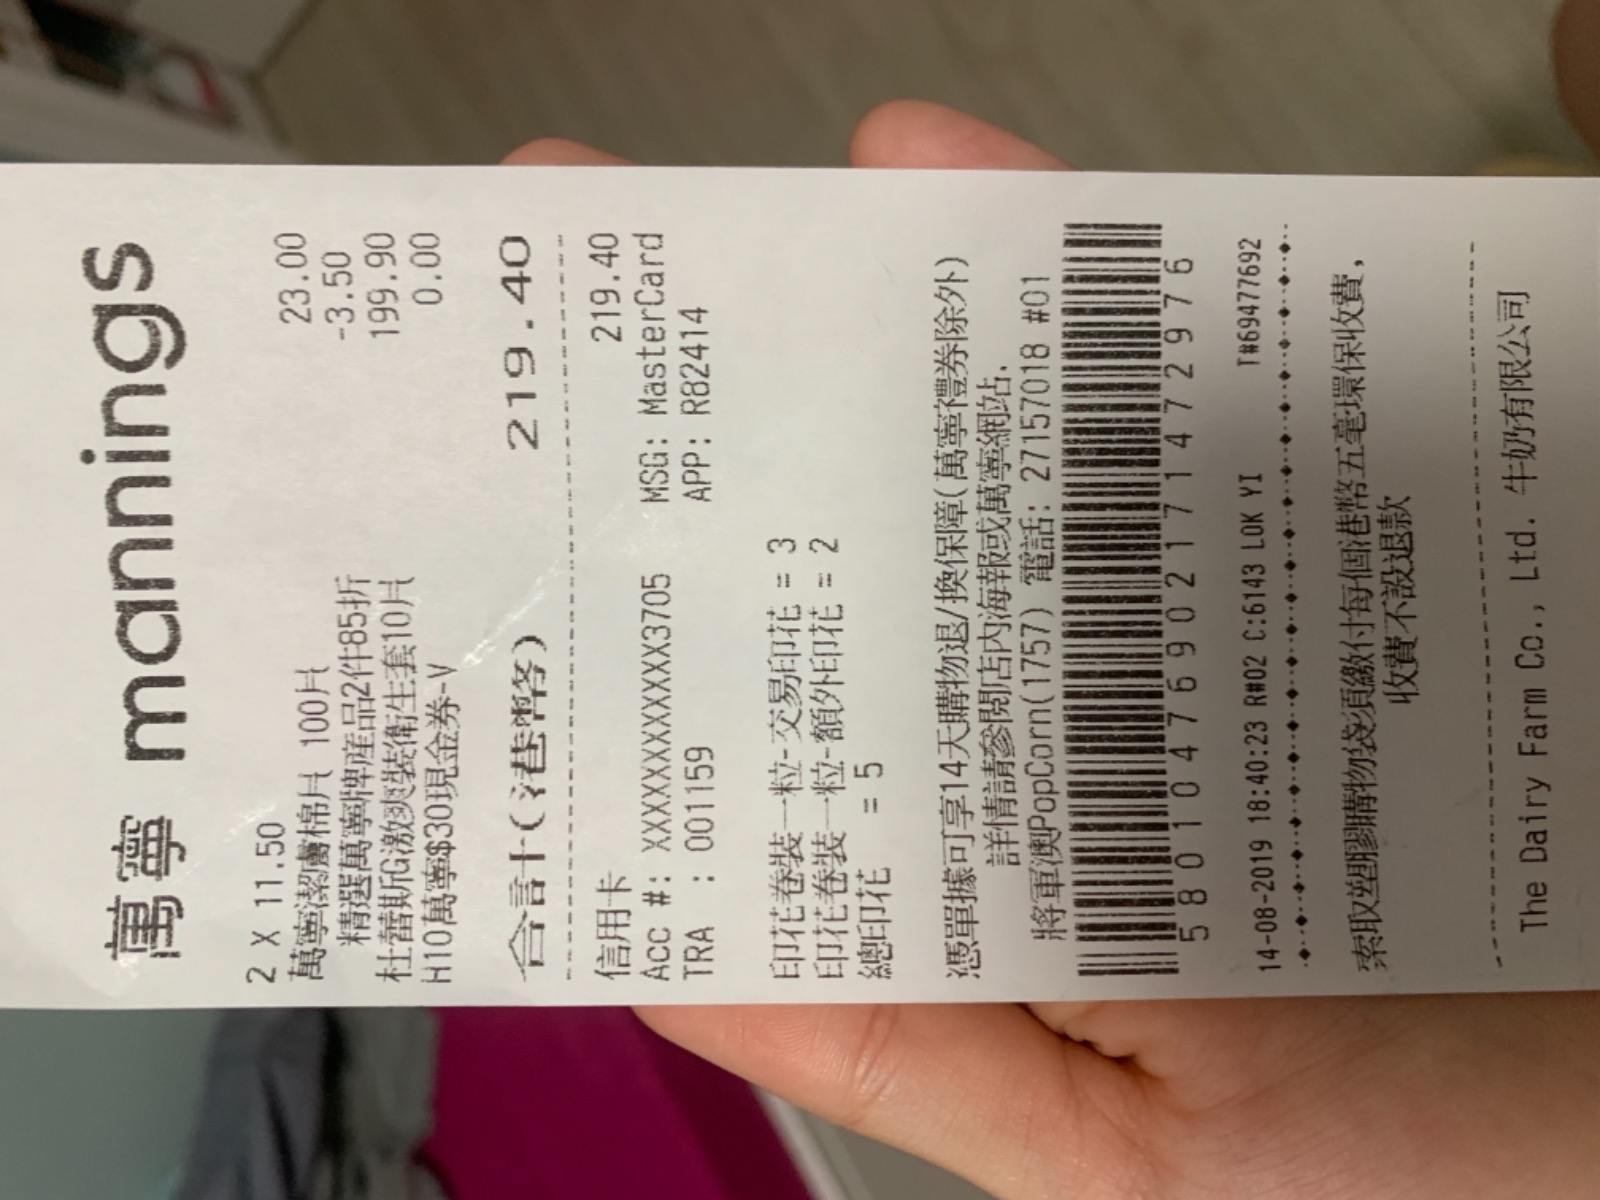 萬寧 mannings
2 X 11.50
萬寧潔膚棉片 100片 23.00
精選萬寧牌產品2件85折 -3.50
杜蕾斯G激爽裝衛生套10片 199.90
H10萬寧$30現金券-V 0.00
合計(港幣) 219.40
信用卡 219.40
Acc #: XXXXXXXXXXXX3705 MSG: MasterCard
TRA : 001159 APP: R82414
印花卷裝一粒-交易印花 = 3
印花卷裝一粒-額外印花 = 2
總印花 = 5
憑單據可享14天購物退/換保障(萬寧禮券除外)
詳情請參閱店內海報或萬寧網站.
將軍澳PopCorn(1757) 電話: 27157018 #01
5801047690217147 2976
14-08-2019 18:40:23 R#02 C:6143 LOK YI T#69477692
索取塑膠購物袋須繳付每個港幣五毫環保收費,
收費不設退款
The Dairy Farm Co., Ltd. 牛奶有限公司